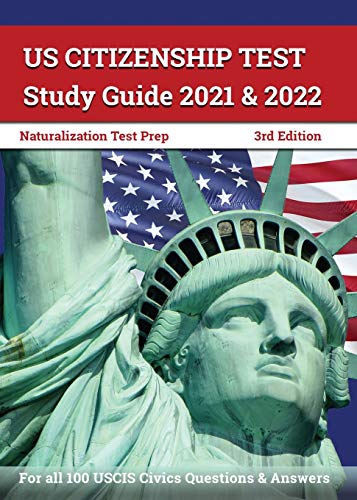 US CITIZENSHIP TEST
Study Guide 2021 & 2022
Naturalization Test Prep 3rd Edition
For all 100 USCIS Civics Questions & Answers